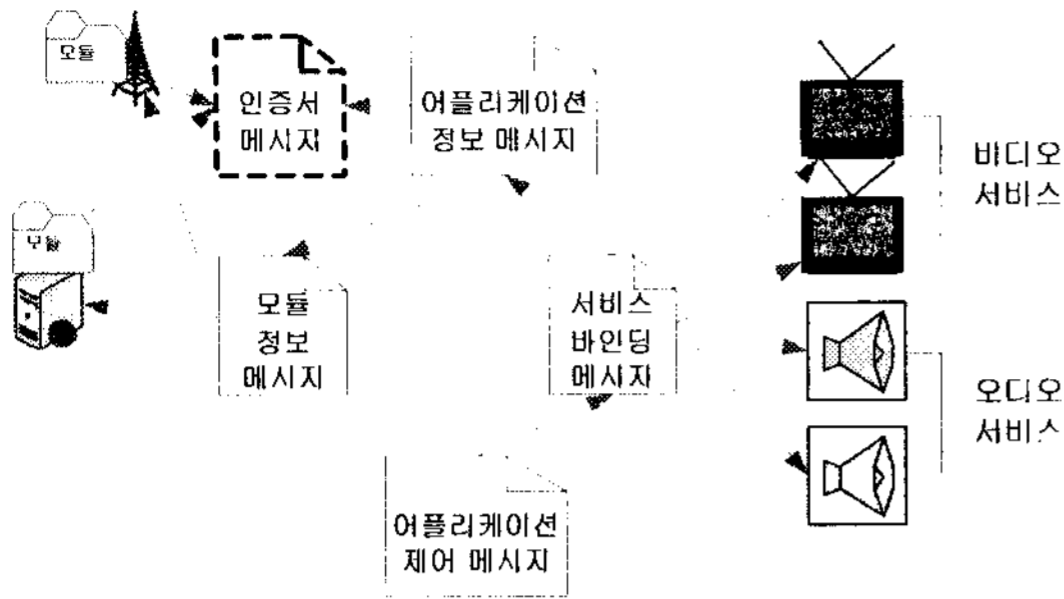 모듈
인증서
메시지
어플리케이션
정보 메시지
비디오
서비스
모듈
모듈
정보
메시지
서비스
바인딩
메시지
오디오
서비스
어플리케이션
제어 메시지